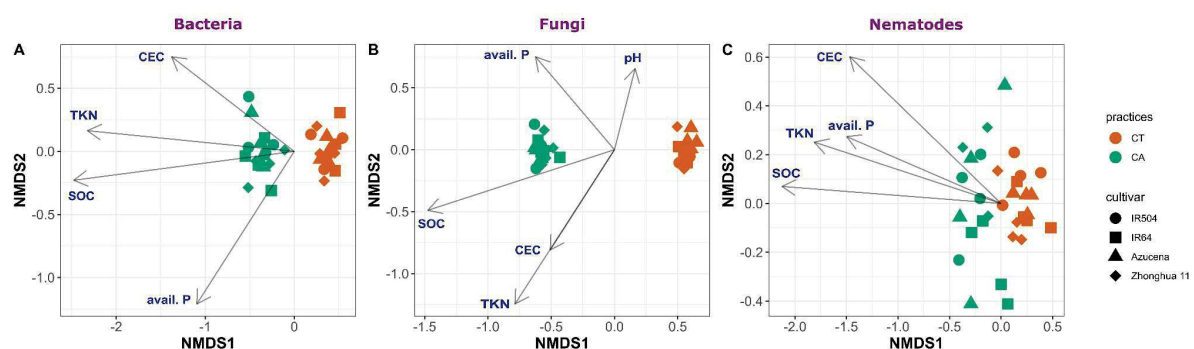 Bacteria
Fungi
Nematodes
A
CEC
TKN
SOC
avail. P
0.5
0.0
-0.5
-1.0
-2
-1
0
NMDS2
NMDS1
B
avail. P
pH
SOC
CEC
TKN
0.5
0.0
-0.5
-1.0
-1.5
-1.0
-0.5
0.0
0.5
NMDS2
NMDS1
C
CEC
TKN
avail. P
SOC
0.6
0.4
0.2
0.0
-0.2
-0.4
-2.0
-1.5
-1.0
-0.5
0.0
0.5
NMDS2
NMDS1
practices
CT
CA
cultivar
IR504
IR64
Azucena
Zhonghua 11